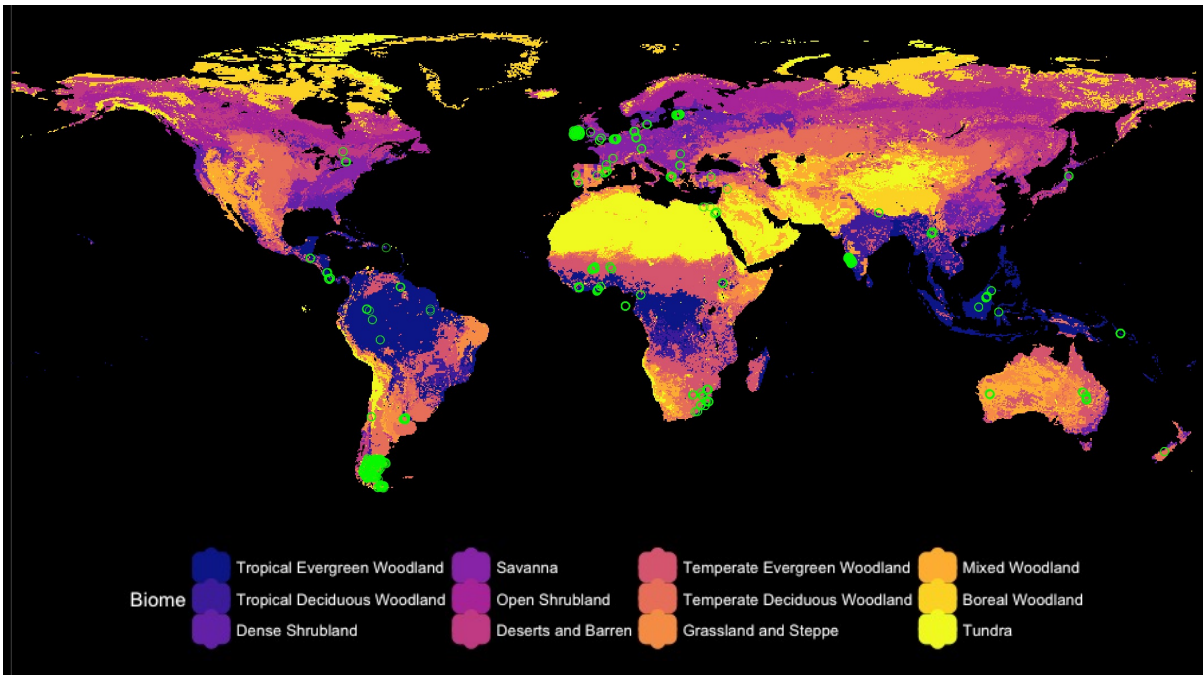 Tropical Evergreen Woodland Savanna Temperate Evergreen Woodland Mixed Woodland
Biome Tropical Deciduous Woodland Open Shrubland Temperate Deciduous Woodland Boreal Woodland
Dense Shrubland Deserts and Barren Grassland and Steppe Tundra